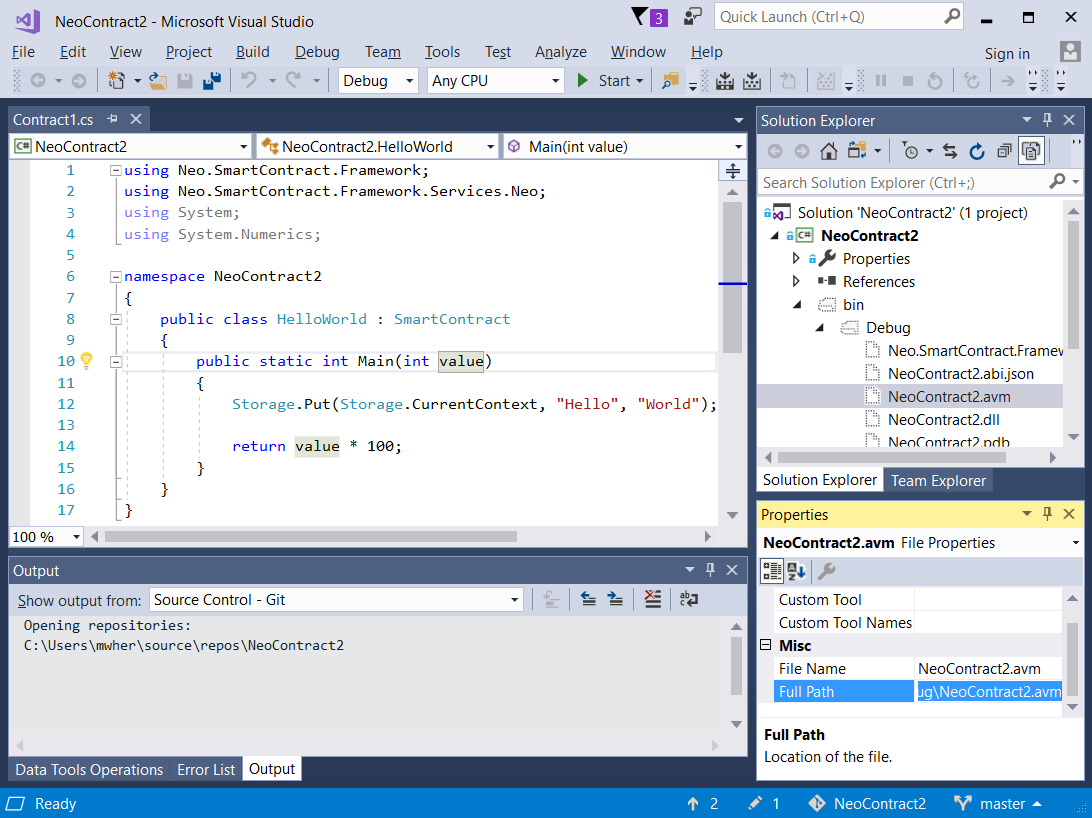 NeoContract2 - Microsoft Visual Studio
3
Quick Launch (Ctrl+Q)
File Edit View Project Build Debug Team Tools Test Analyze Window Help
Sign in
Debug Any CPU Start
Contract1.cs
C# NeoContract2 NeoContract2.HelloWorld Main(int value)
1 using Neo.SmartContract.Framework;
2 using Neo.SmartContract.Framework.Services.Neo;
3 using System;
4 using System.Numerics;
5
6 namespace NeoContract2
7 {
8 public class HelloWorld : SmartContract
9 {
10 public static int Main(int value)
11 {
12 Storage.Put(Storage.CurrentContext, "Hello", "World");
13
14 return value * 100;
15 }
16 }
17 }
100 %
Output
Show output from: Source Control - Git
Opening repositories:
C:\Users\mwher\source\repos\NeoContract2
Data Tools Operations Error List Output
Solution Explorer
Search Solution Explorer (Ctrl+;)
Solution 'NeoContract2' (1 project)
C# NeoContract2
Properties
References
bin
Debug
Neo.SmartContract.Framew
NeoContract2.abi.json
NeoContract2.avm
NeoContract2.dll
NeoContract2.pdb
Solution Explorer Team Explorer
Properties
NeoContract2.avm File Properties
Custom Tool
Custom Tool Names
Misc
File Name NeoContract2.avm
Full Path ug\NeoContract2.avm
Full Path
Location of the file.
Ready 2 1 NeoContract2 master